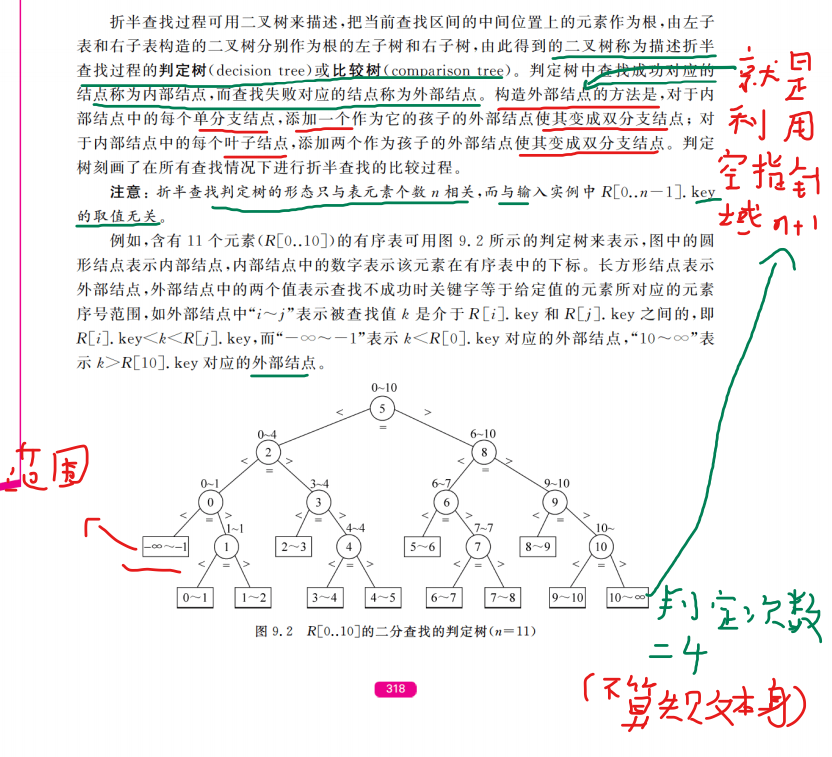 折半查找过程可用二叉树来描述,把当前查找区间的中间位置上的元素作为根,由左子
表和右子表构造的二叉树分别作为根的左子树和右子树,由此得到的二叉树称为描述折半
查找过程的判定树(decision tree)或比较树(comparison tree)。判定树中查找成功对应的
结点称为内部结点,而查找失败对应的结点称为外部结点。构造外部结点的方法是,对于内
部结点中的每个单分支结点,添加一个作为它的孩子的外部结点使其变成双分支结点;对
于内部结点中的每个叶子结点,添加两个作为孩子的外部结点使其变成双分支结点。判定
树刻画了在所有查找情况下进行折半查找的比较过程。
注意:折半查找判定树的形态只与表元素个数 n 相关,而与输入实例中 R[0..n−1].key
的取值无关。
例如,含有 11 个元素(R[0..10])的有序表可用图 9.2 所示的判定树来表示,图中的圆
形结点表示内部结点,内部结点中的数字表示该元素在有序表中的下标。长方形结点表示
外部结点,外部结点中的两个值表示查找不成功时关键字等于给定值的元素所对应的元素
序号范围,如外部结点中“i~j”表示被查找值 k 是介于 R[i].key 和 R[j].key 之间的,即
R[i].key<k<R[j].key,而“−∞~−1”表示 k<R[0].key 对应的外部结点,“10~∞”表
示 k>R[10].key 对应的外部结点。
就是
利用
空指针
域 n+1
0~10
5
< = >
0~4 6~10
2 8
< = > < = >
0~1 3~4 6~7 9~10
0 3 6 9
< = > < = > < = > < = >
1~1 4~4 7~7 10~
−∞~−1 1 2~3 4 5~6 7 8~9 10
< = > < = > < = > < = >
0~1 1~2 3~4 4~5 6~7 7~8 9~10 10~∞
范围
判定次数
=4
(不算失败本身)
图 9.2 R[0..10]的二分查找的判定树(n=11)
318